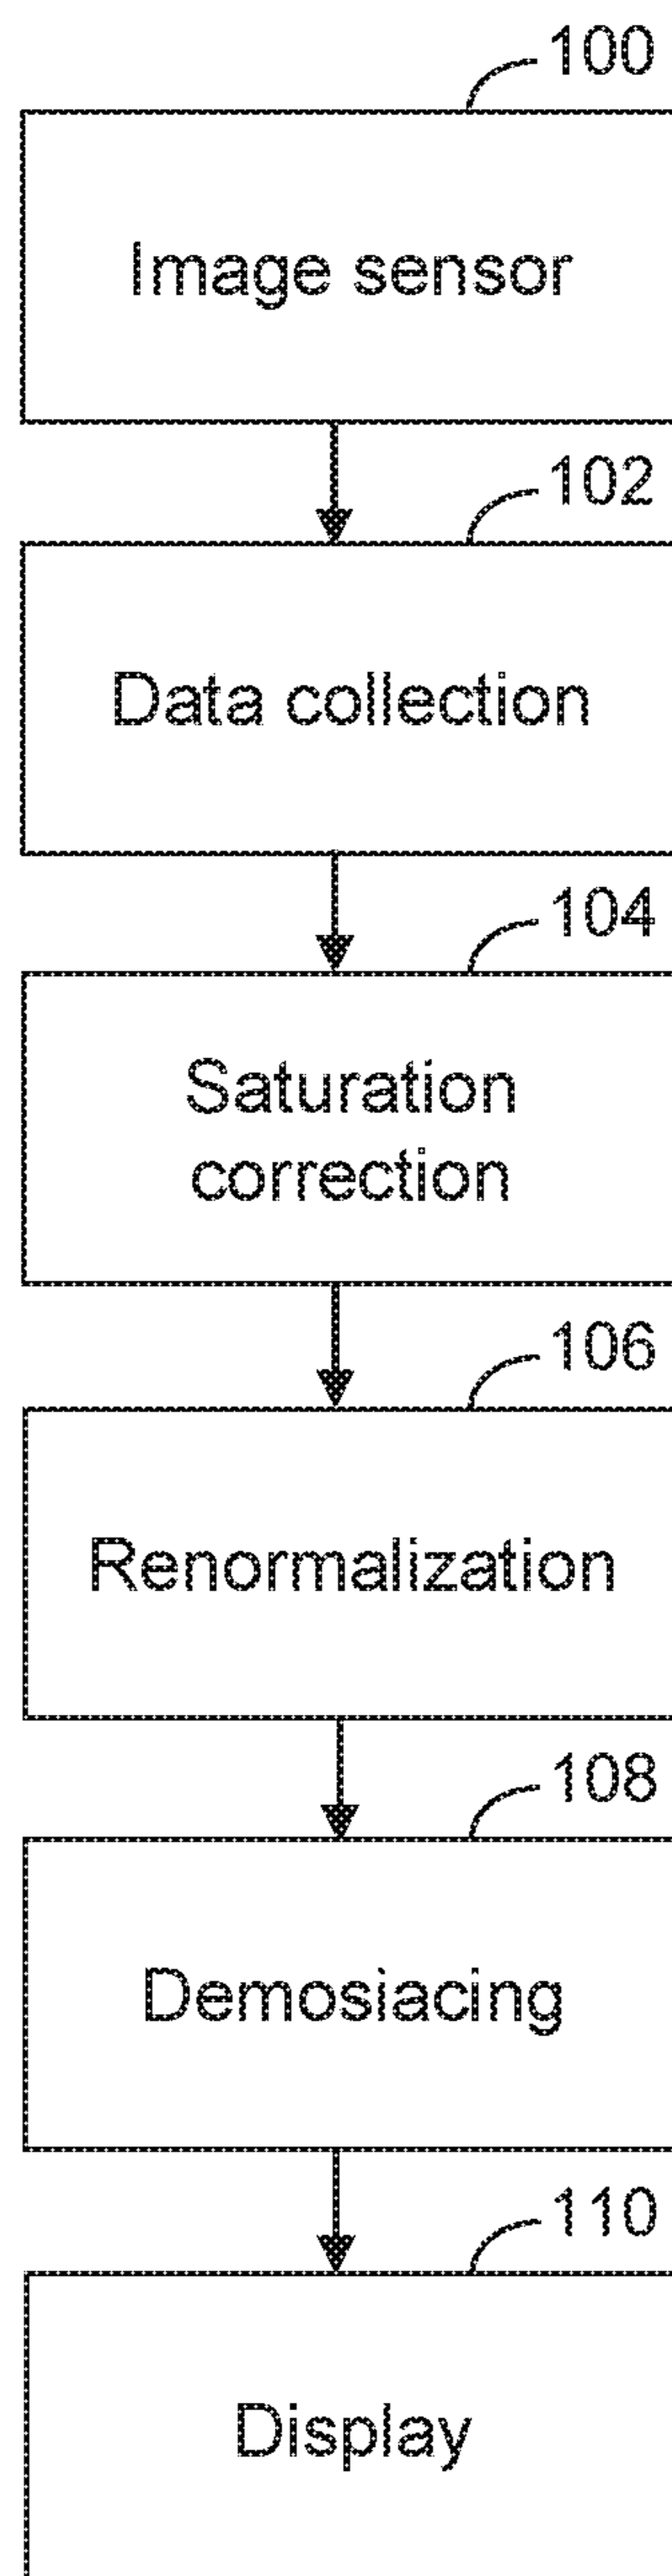 100
Image sensor
102
Data collection
104
Saturation
correction
106
Renormalization
108
Demosiacing
110
Display